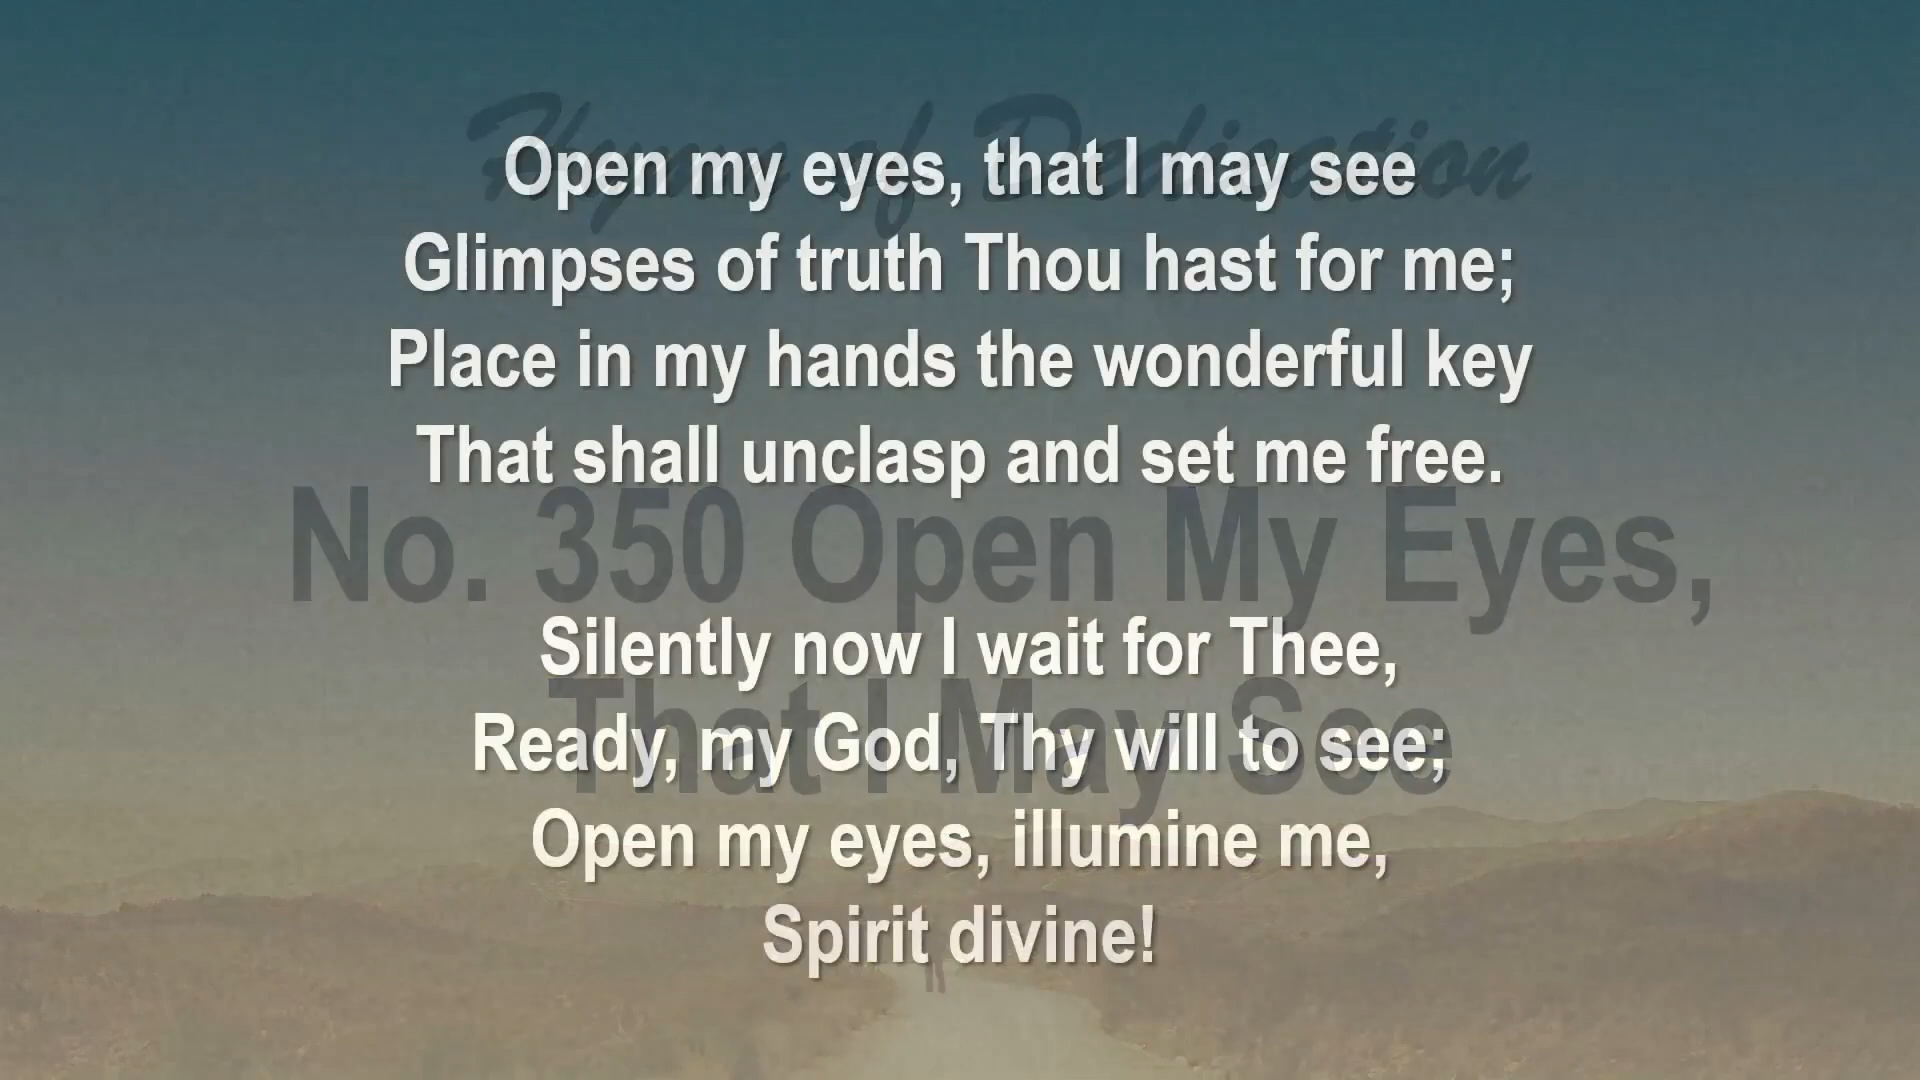 Hymn of Dedication
Open my eyes, that I may see
Glimpses of truth Thou hast for me;
Place in my hands the wonderful key
That shall unclasp and set me free.
No. 350 Open My Eyes,
Silently now I wait for Thee,
That I May See
Ready, my God, Thy will to see;
Open my eyes, illumine me,
Spirit divine!